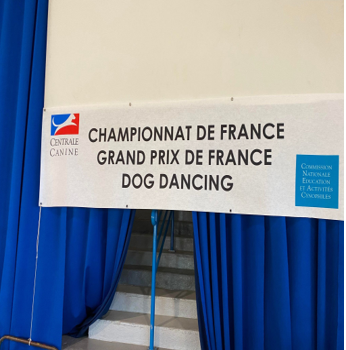 CENTRALE
CANINE
CHAMPIONNAT DE FRANCE
GRAND PRIX DE FRANCE
DOG DANCING
COMMISSION
NATIONALE
EDUCATION
ET ACTIVITÉS
CYNOPHILES